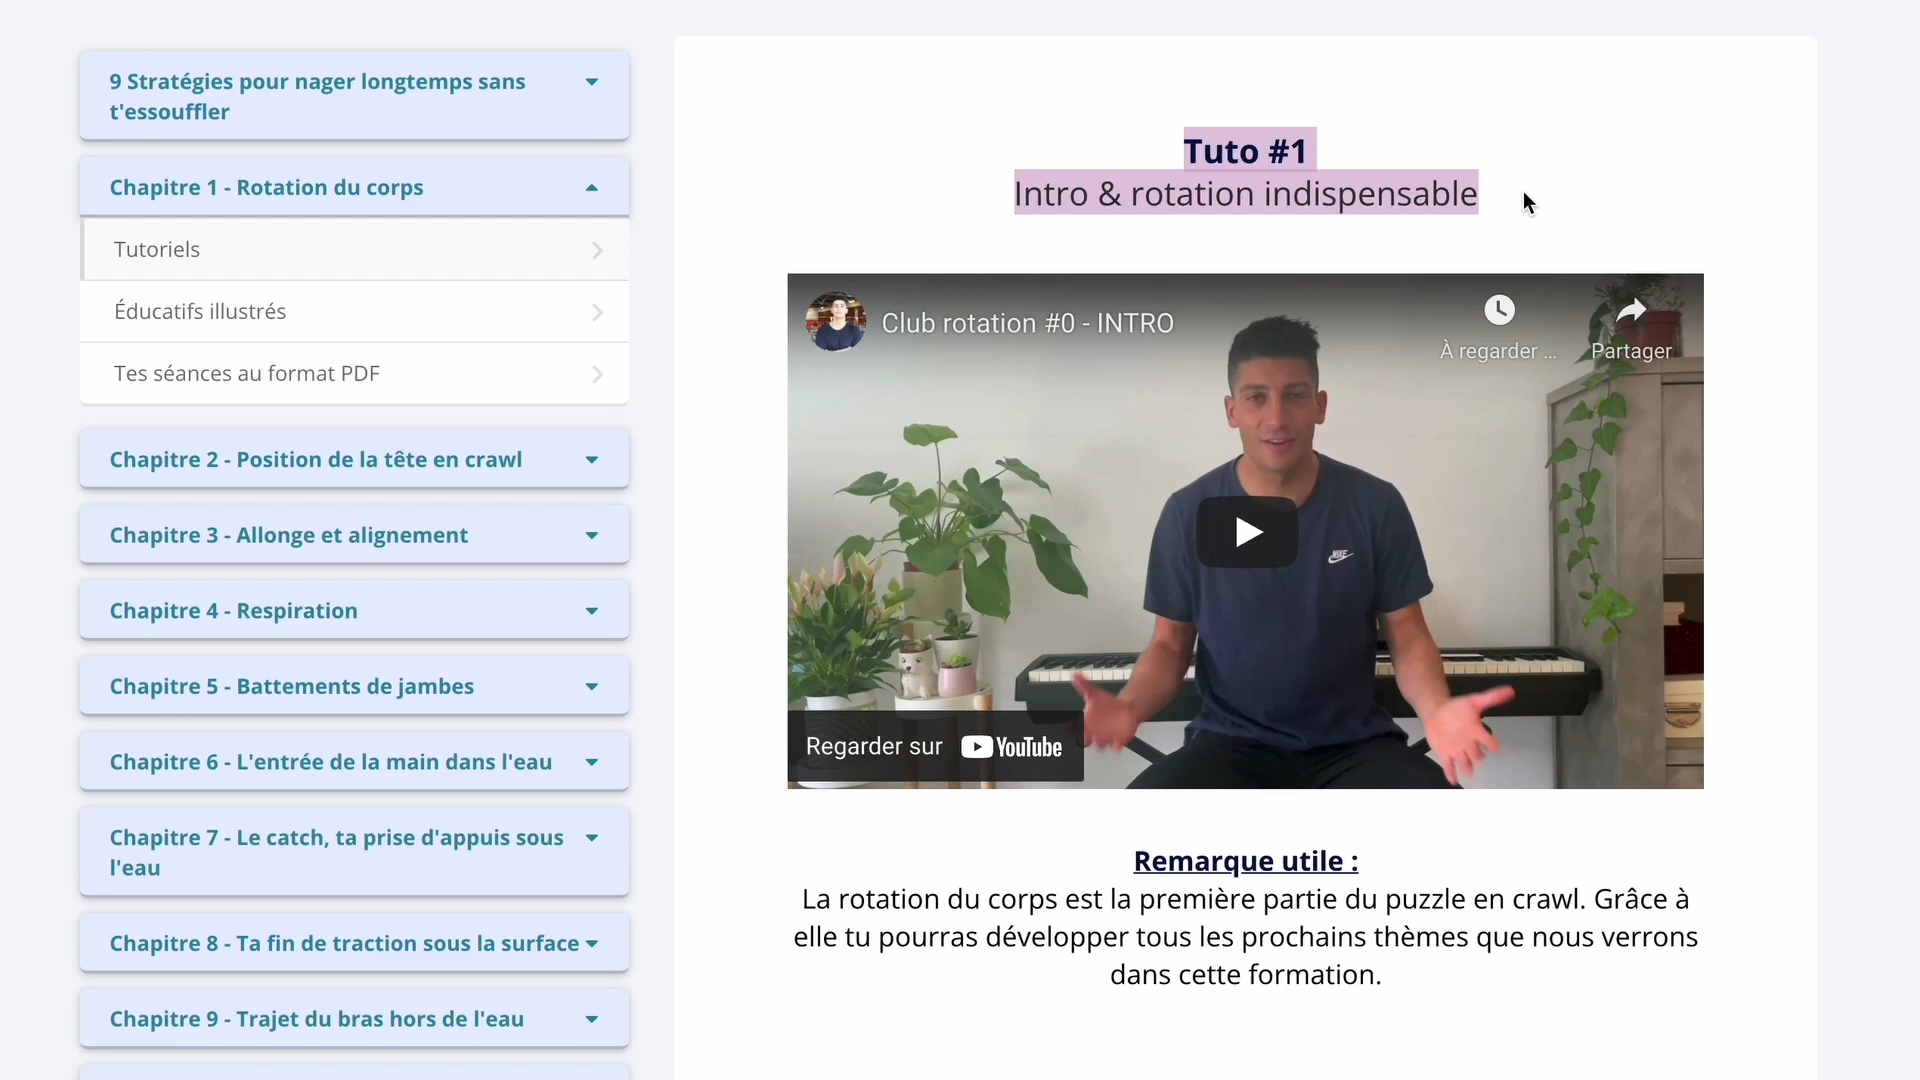 9 Stratégies pour nager longtemps sans
t'essouffler
Chapitre 1 - Rotation du corps
Tutoriels
Éducatifs illustrés
Tes séances au format PDF
Chapitre 2 - Position de la tête en crawl
Chapitre 3 - Allonge et alignement
Chapitre 4 - Respiration
Chapitre 5 - Battements de jambes
Chapitre 6 - L'entrée de la main dans l'eau
Chapitre 7 - Le catch, ta prise d'appuis sous
l'eau
Chapitre 8 - Ta fin de traction sous la surface
Chapitre 9 - Trajet du bras hors de l'eau
Tuto #1
Intro & rotation indispensable
Club rotation #0 - INTRO
À regarder ...
Partager
NIKE
Regarder sur YouTube
Remarque utile :
La rotation du corps est la première partie du puzzle en crawl. Grâce à
elle tu pourras développer tous les prochains thèmes que nous verrons
dans cette formation.